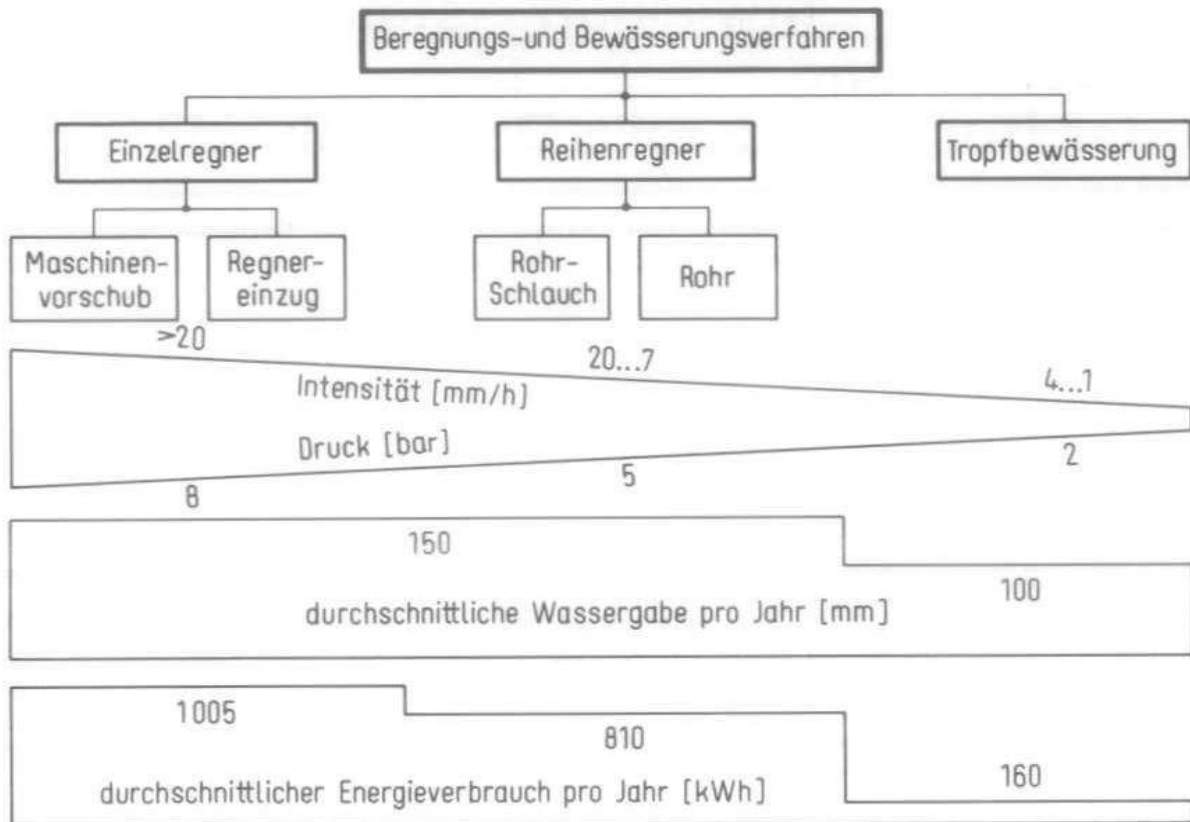 Beregnungs-und Bewässerungsverfahren
Einzelregner
Reihenregner
Tropfbewässerung
Maschinen-
vorschub
Regner-
einzug
Rohr-
Schlauch
Rohr
>20
20...7
4...1
Intensität [mm/h]
Druck [bar]
8
5
2
150
100
durchschnittliche Wassergabe pro Jahr [mm]
1005
810
160
durchschnittlicher Energieverbrauch pro Jahr [kWh]